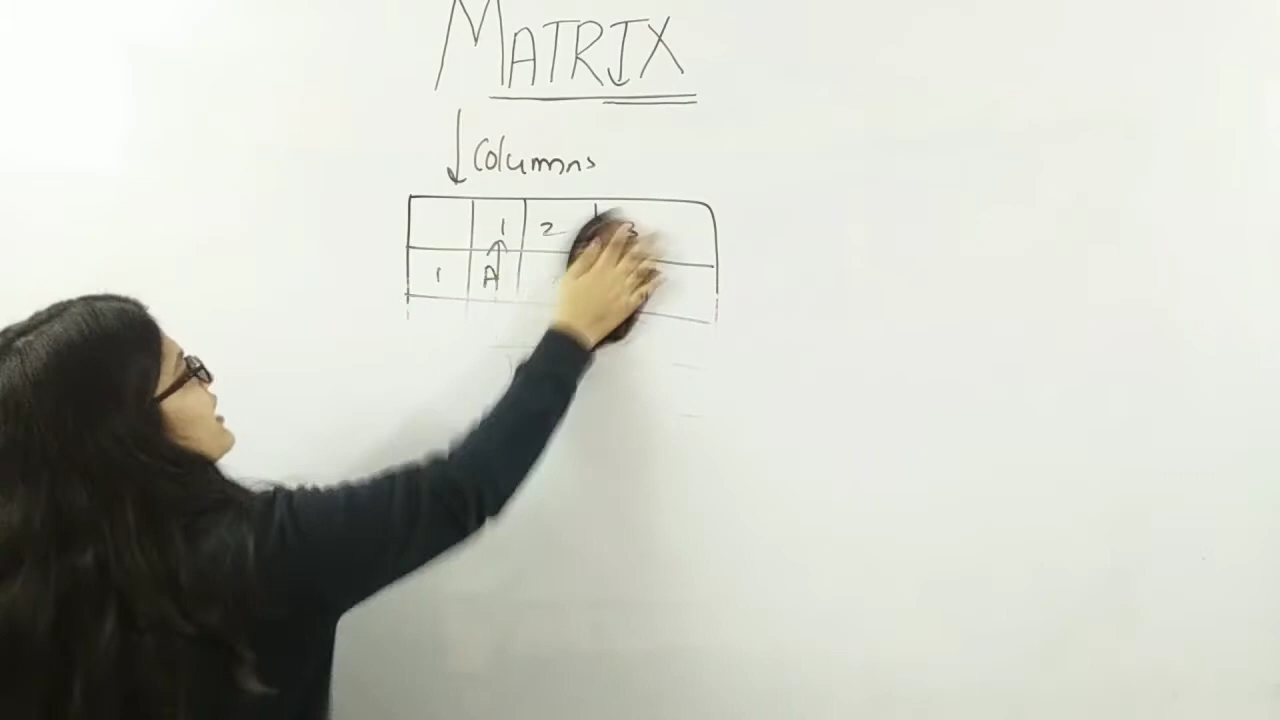 MATRIX
↓ Columns
1 2 3
1 A